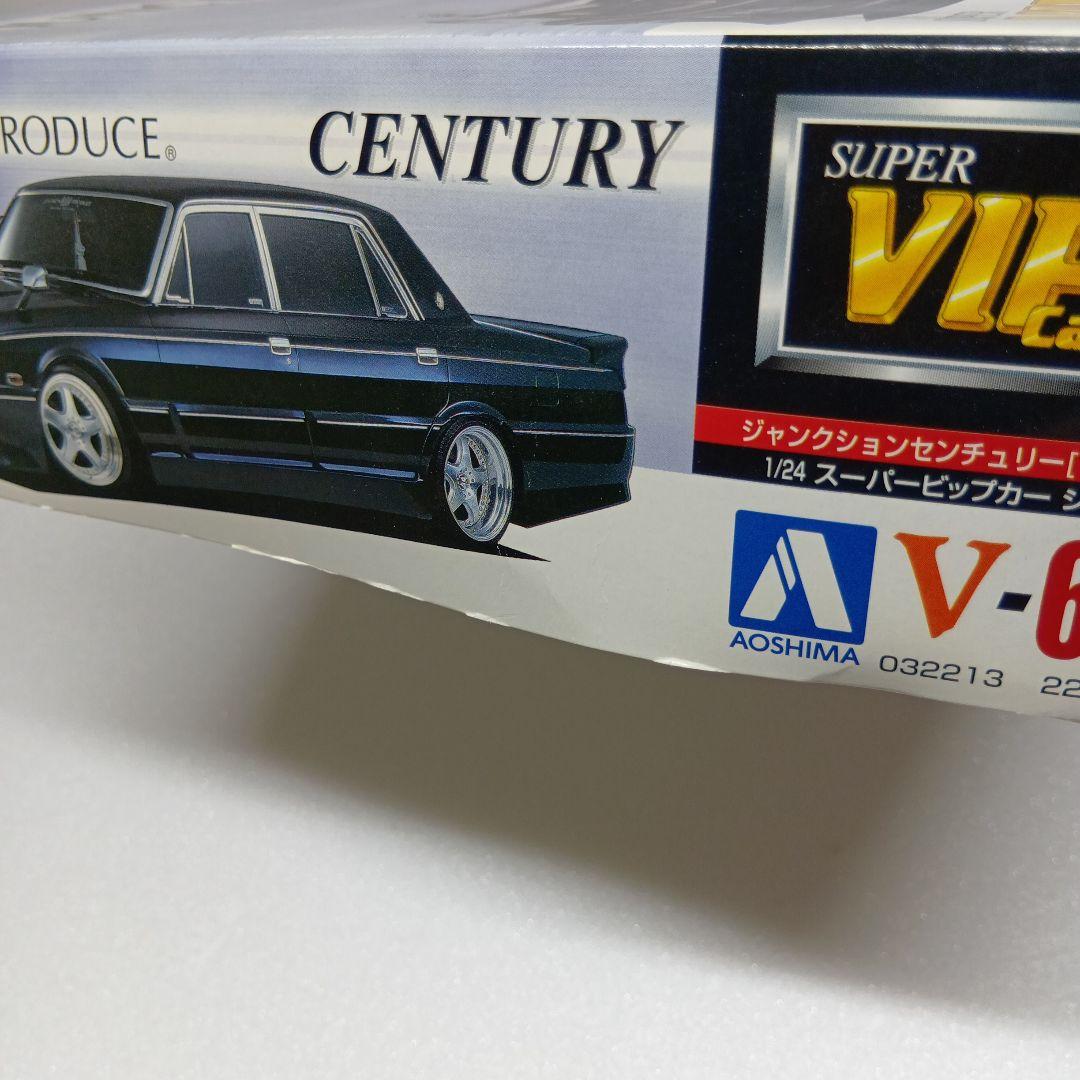 RODUCE®
CENTURY
SUPER
VIP
Ca
ジャンクションセンチュリー[
1/24 スーパービップカー
AOSHIMA
V-6
032213 22